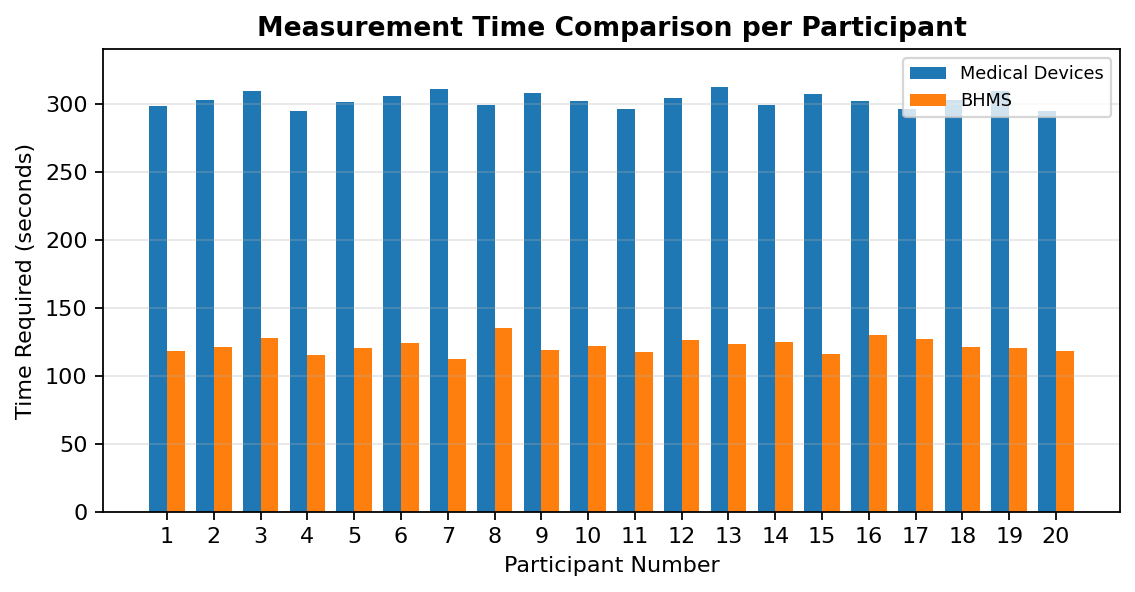 Measurement Time Comparison per Participant
Medical Devices
BHMS
300
250
200
150
100
50
0
Time Required (seconds)
1 2 3 4 5 6 7 8 9 10 11 12 13 14 15 16 17 18 19 20
Participant Number